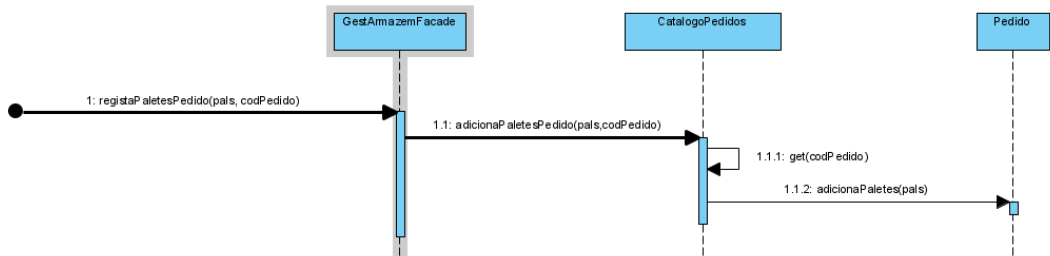 GestArmazemFacade
CatalogoPedidos
Pedido
1: registaPaletesPedido(pals, codPedido)
1.1: adicionaPaletesPedido(pals,codPedido)
1.1.1: get(codPedido)
1.1.2: adicionaPaletes(pals)